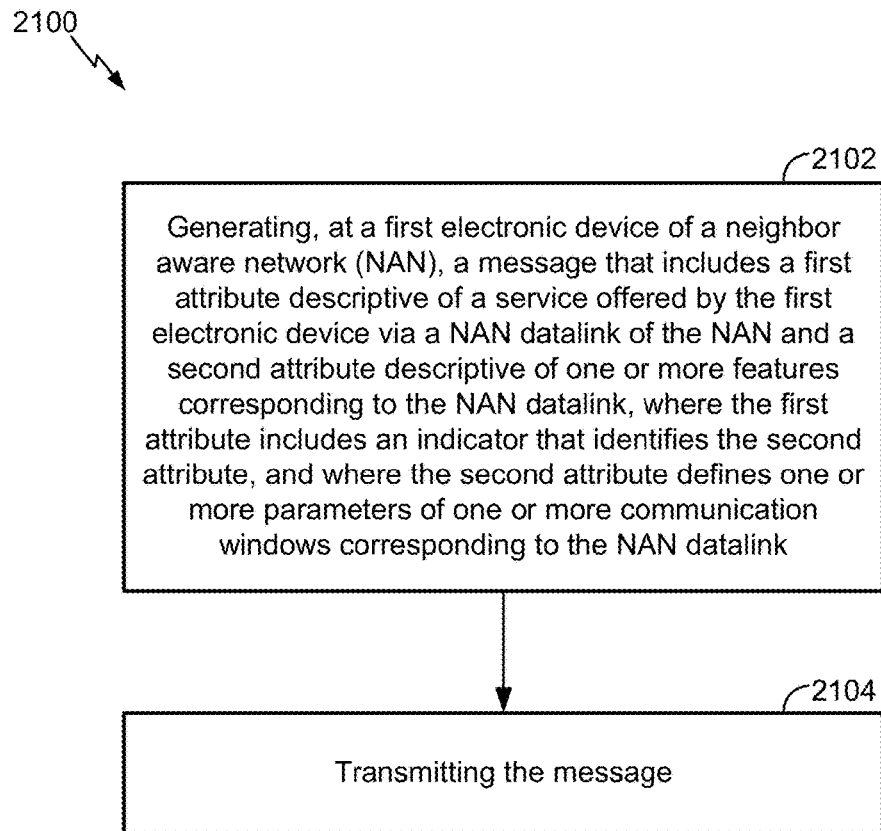 2100
2102
Generating, at a first electronic device of a neighbor
aware network (NAN), a message that includes a first
attribute descriptive of a service offered by the first
electronic device via a NAN datalink of the NAN and a
second attribute descriptive of one or more features
corresponding to the NAN datalink, where the first
attribute includes an indicator that identifies the second
attribute, and where the second attribute defines one or
more parameters of one or more communication
windows corresponding to the NAN datalink
2104
Transmitting the message